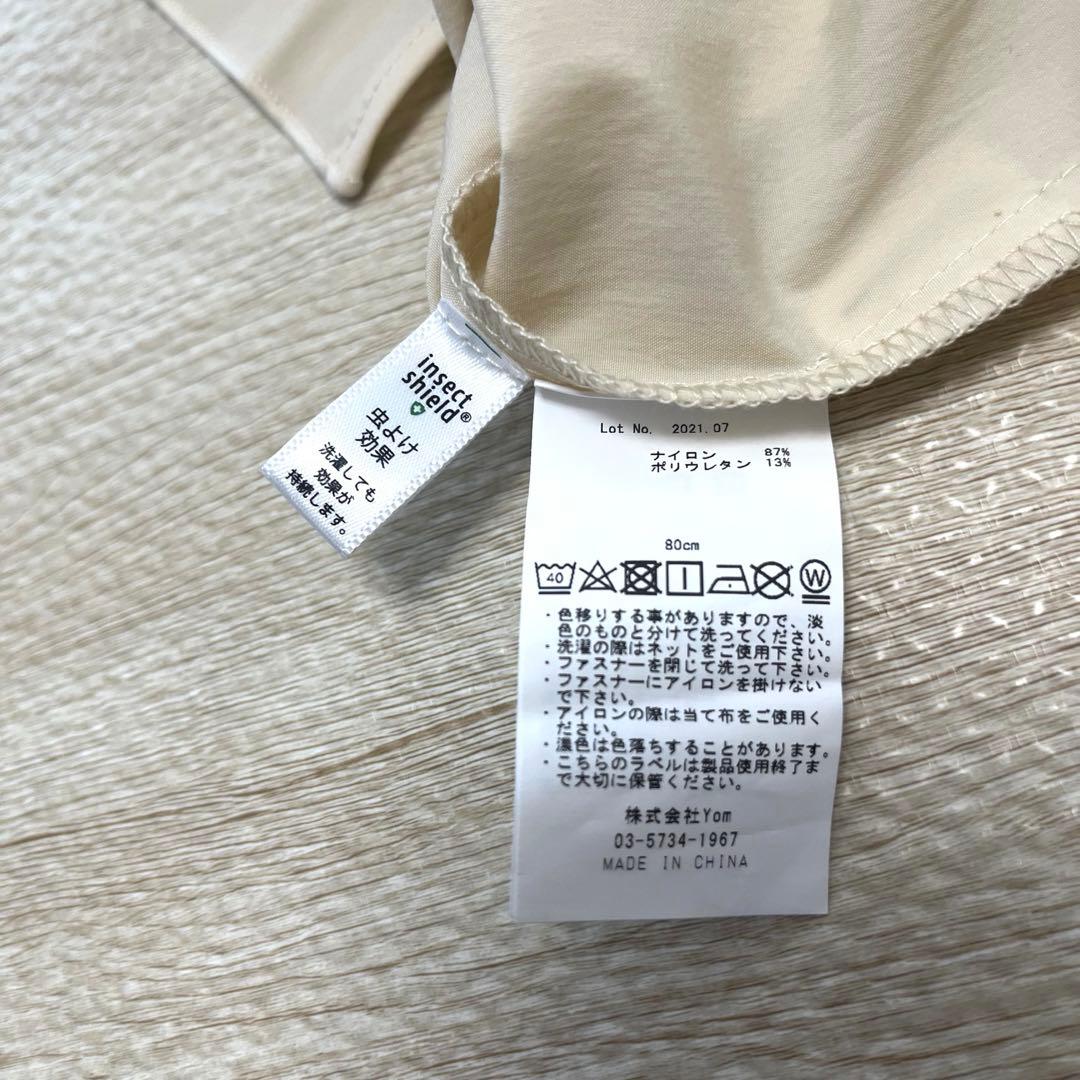 insect
shield®
虫よけ
効果
洗濯しても
効果が
持続します。
Lot No. 2021.07
ナイロン 87%
ポリウレタン 13%
80cm
40 W
・色移りする事がありますので、淡
色のものと分けて洗ってください。
・洗濯の際はネットをご使用下さい。
・ファスナーを閉じて洗って下さい。
・ファスナーにアイロンを掛けない
で下さい。
・アイロンの際は当て布をご使用く
ださい。
・濃色は色落ちすることがあります。
・こちらのラベルは製品使用終了ま
で大切に保管ください。
株式会社Yom
03-5734-1967
MADE IN CHINA